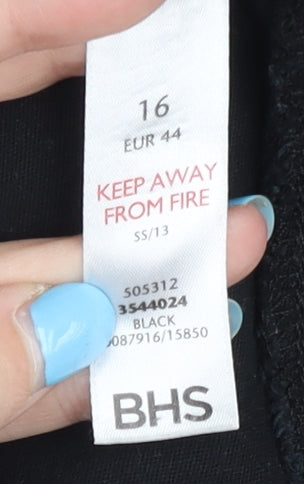 16
EUR 44
KEEP AWAY
FROM FIRE
SS/13
505312
3544024
BLACK
087916/15850
BHS